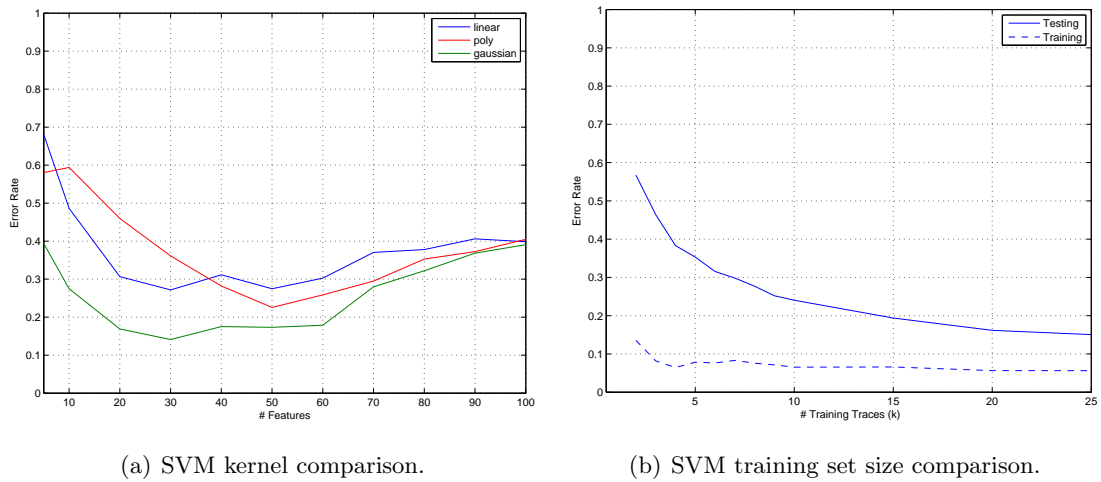 1
0.9
0.8
0.7
0.6
0.5
0.4
0.3
0.2
0.1
0
Error Rate
10 20 30 40 50 60 70 80 90 100
# Features
linear
poly
gaussian
(a) SVM kernel comparison.
1
0.9
0.8
0.7
0.6
0.5
0.4
0.3
0.2
0.1
0
Error Rate
5 10 15 20 25
# Training Traces (k)
Testing
Training
(b) SVM training set size comparison.